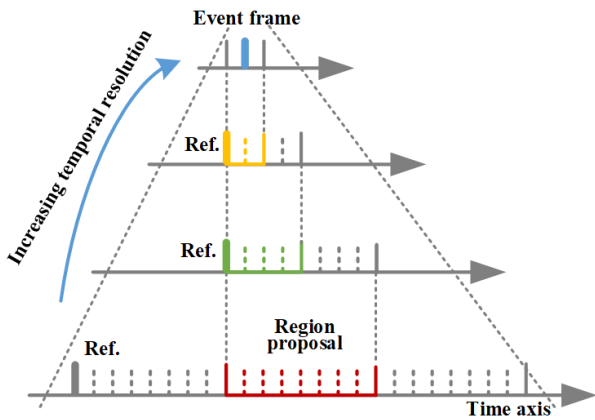 Event frame
Increasing temporal resolution
Ref.
Ref.
Region
proposal
Ref.
Time axis